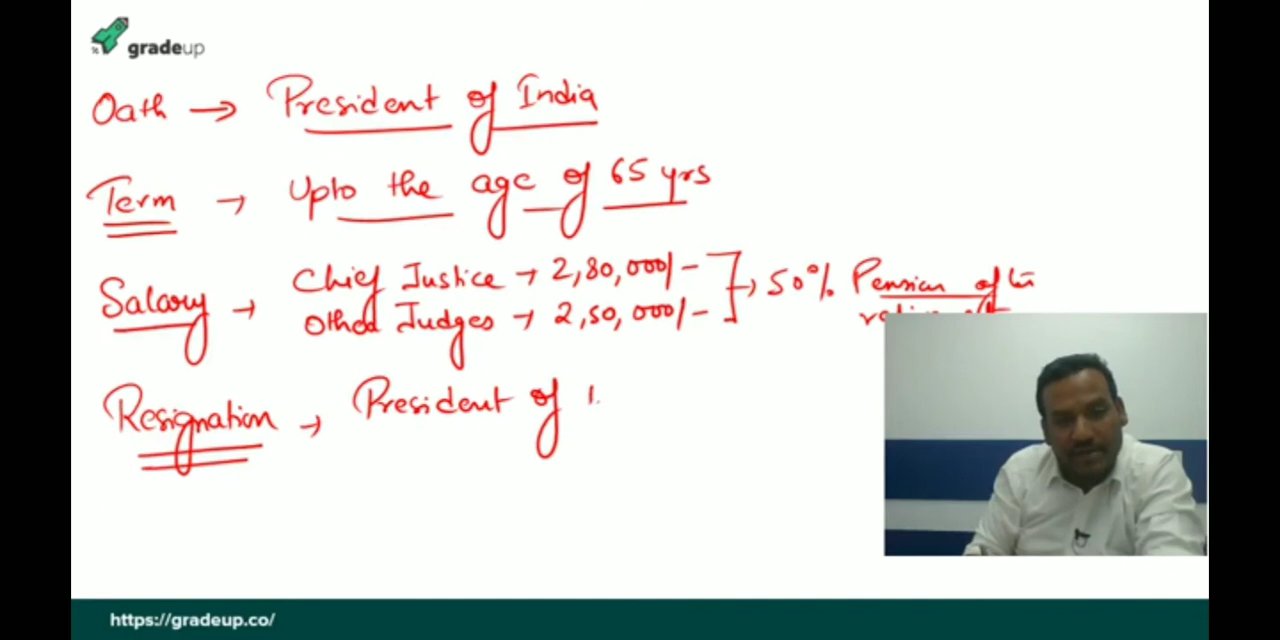 gradeup
Oath → President of India
Term → Upto the age of 65 yrs
Salary → Chief Justice → 2,80,000/-
Other Judges → 2,50,000/- → 50% Pension after
Resignation → President of
https://gradeup.co/